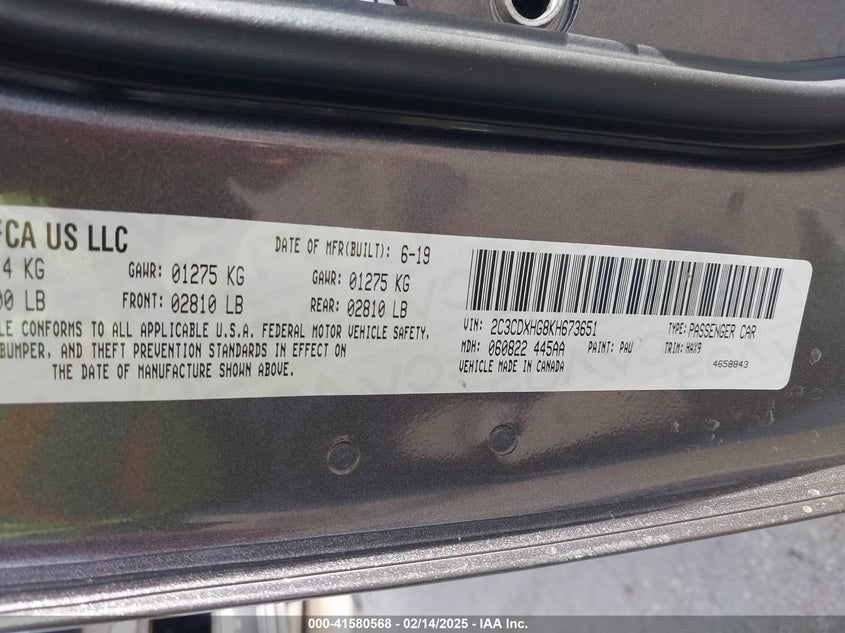 FCA US LLC
DATE OF MFR(BUILT): 6-19
4 KG GAWR: 01275 KG GAWR: 01275 KG
00 LB FRONT: 02810 LB REAR: 02810 LB
LE CONFORMS TO ALL APPLICABLE U.S.A. FEDERAL MOTOR VEHICLE SAFETY,
BUMPER, AND THEFT PREVENTION STANDARDS IN EFFECT ON
THE DATE OF MANUFACTURE SHOWN ABOVE.
VIN: 2C3CDXHG8KH673651 TYPE: PASSENGER CAR
MDH: 060822 445AA PAINT: PAU TRIM: HAX9
VEHICLE MADE IN CANADA 4658843
000-41580568 - 02/14/2025 - IAA Inc.